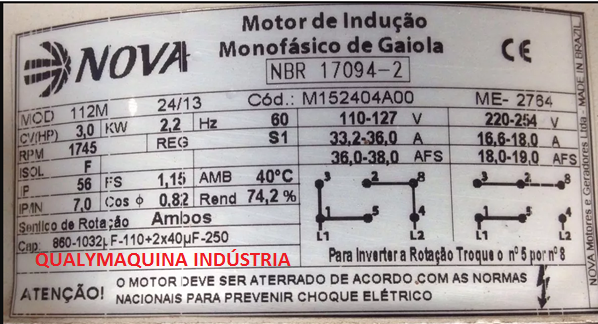 NOVA
Motor de Indução
Monofásico de Gaiola
NBR 17094-2
CE
MOD 112M 24/13 Cód.: M152404A00 ME- 2764
CV(HP) 3,0 KW 2,2 Hz 60 110-127 V 220-254 V
RPM 1745 REG S1 33,2-36,0 A 16,6-18,0 A
ISOL F 36,0-38,0 AFS 18,0-19,0 AFS
IP 56 FS 1,15 AMB 40°C
IP/IN 7,0 Cos ϕ 0,82 Rend 74,2 %
3 2 8 3 2 8
1 5 4 1 5 4
L1 L2 L1 L2
Sentido de Rotação Ambos
Cap: 860-1032µF-110+2x40µF-250
Para Inverter a Rotação Troque o nº 5 por nº 8
QUALYMAQUINA INDÚSTRIA
ATENÇÃO! O MOTOR DEVE SER ATERRADO DE ACORDO COM AS NORMAS
NACIONAIS PARA PREVENIR CHOQUE ELÉTRICO
NOVA Motores e Geradores Ltda - MADE IN BRAZIL